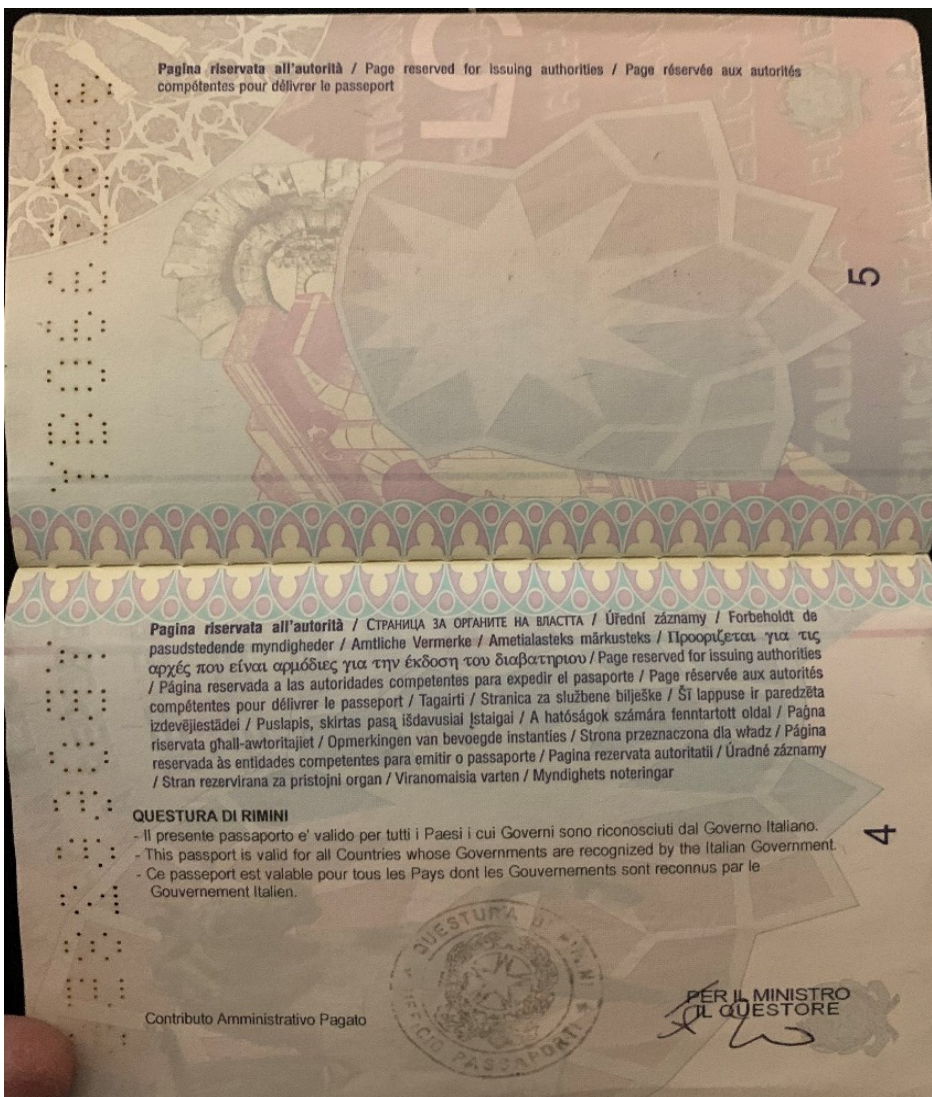 Pagina riservata all'autorità / Page reserved for issuing authorities / Page réservée aux autorités
compétentes pour délivrer le passeport
5
5
Pagina riservata all'autorità / СТРАНИЦА ЗА ОРГАНИТЕ НА ВЛАСТТА / Úřední záznamy / Forbeholdt de
pasudstedende myndigheder / Amtliche Vermerke / Ametialasteks märkusteks / Προορίζεται για τις
αρχές που είναι αρμόδιες για την έκδοση του διαβατηριου / Page reserved for issuing authorities
/ Página reservada a las autoridades competentes para expedir el pasaporte / Page réservée aux autorités
compétentes pour délivrer le passeport / Tagairtí / Stranica za službene bilješke / Šī lappuse ir paredzēta
izdevējiestādei / Puslapis, skirtas pasą išdavusiai Įstaigai / A hatóságok számára fenntartott oldal / Paġna
riservata għall-awtoritajiet / Opmerkingen van bevoegde instanties / Strona przeznaczona dla władz / Página
reservada às entidades competentes para emitir o passaporte / Pagina rezervata autoritatii / Úradné záznamy
/ Stran rezervirana za pristojni organ / Viranomaisia varten / Myndighets noteringar
QUESTURA DI RIMINI
- Il presente passaporto e' valido per tutti i Paesi i cui Governi sono riconosciuti dal Governo Italiano.
- This passport is valid for all Countries whose Governments are recognized by the Italian Government.
- Ce passeport est valable pour tous les Pays dont les Gouvernements sont reconnus par le
Gouvernement Italien.
4
QUESTURA DI RIMINI
UFFICIO PASSAPORTI
Contributo Amministrativo Pagato
PER IL MINISTRO
IL QUESTORE